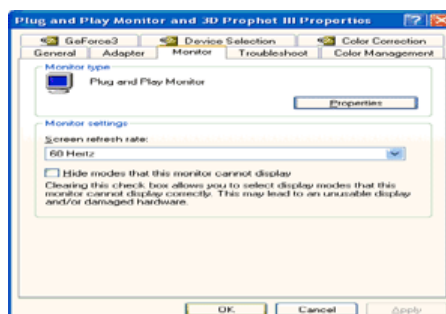 Plug and Play Monitor and 3D Prophet III Properties
GeForce3 Device Selection Color Correction
General Adapter Monitor Troubleshoot Color Management
Monitor type
Plug and Play Monitor
Properties
Monitor settings
Screen refresh rate:
60 Hertz
Hide modes that this monitor cannot display
Clearing this check box allows you to select display modes that this
monitor cannot display correctly. This may lead to an unusable display
and/or damaged hardware.
OK Cancel Apply